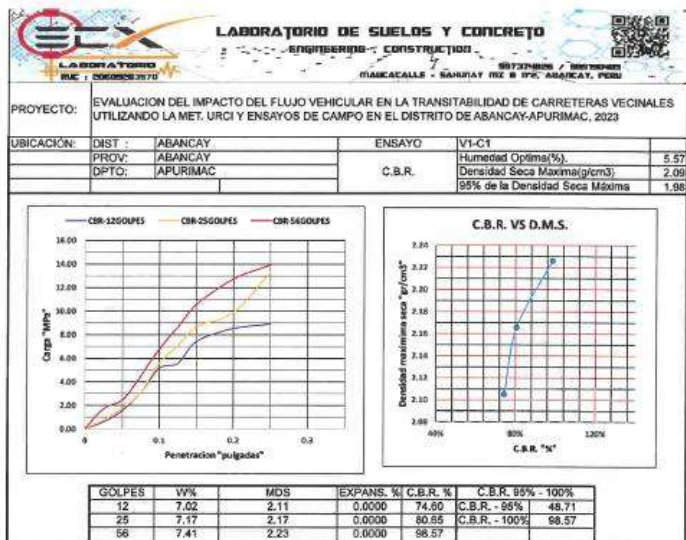 LABORATORIO DE SUELOS Y CONCRETO
ENGINEERING - CONSTRUCTION
LABORATORIO
RUC :
MAUCACALLE - SAHUNAY MZ B Nº2, ABANCAY, PERU
PROYECTO: EVALUACION DEL IMPACTO DEL FLUJO VEHICULAR EN LA TRANSITABILIDAD DE CARRETERAS VECINALES
UTILIZANDO LA MET. URCI Y ENSAYOS DE CAMPO EN EL DISTRITO DE ABANCAY-APURIMAC, 2023
UBICACIÓN: DIST : ABANCAY ENSAYO V1-C1
PROV: ABANCAY C.B.R. Humedad Optima(%). 5.57
DPTO: APURIMAC Densidad Seca Maxima(g/cm3) 2.09
95% de la Densidad Seca Máxima 1.98
CBR-12GOLPES CBR-25GOLPES CBR-56GOLPES
16.00
14.00
12.00
10.00
8.00
6.00
4.00
2.00
0.00
Carga "MPa"
0 0.1 0.2 0.3
Penetracion "pulgadas"
C.B.R. VS D.M.S.
2.24
2.22
2.20
2.18
2.16
2.14
2.12
2.10
2.08
Densidad maximima seca "gr/cm3"
40% 80% 120%
C.B.R. "%"
GOLPES W% MDS EXPANS. % C.B.R. % C.B.R. 95% - 100%
12 7.02 2.11 0.0000 74.60 C.B.R. - 95% 48.71
25 7.17 2.17 0.0000 80.65 C.B.R. - 100% 98.57
56 7.41 2.23 0.0000 98.57